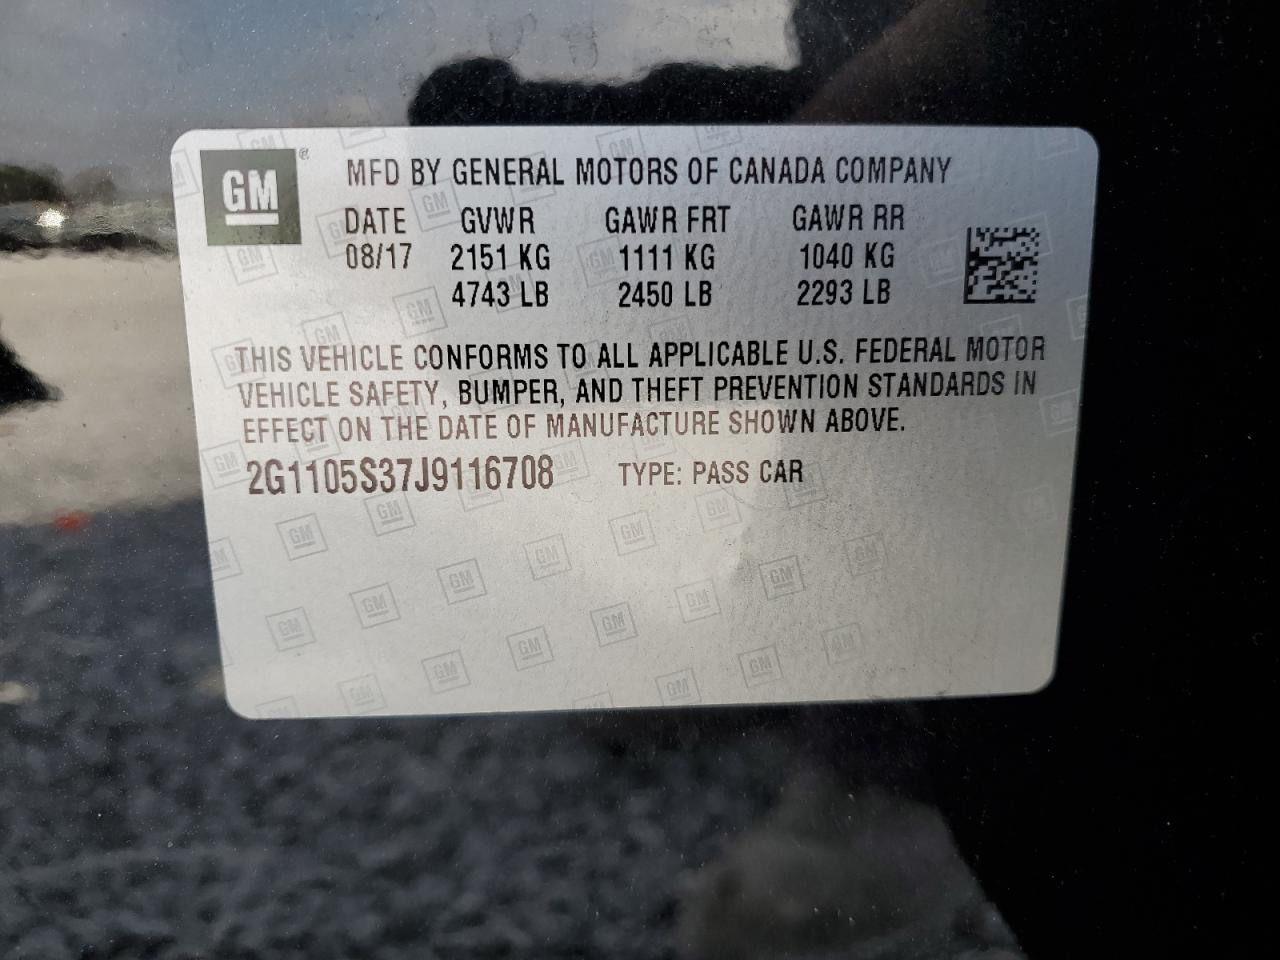 GM® MFD BY GENERAL MOTORS OF CANADA COMPANY
DATE GVWR GAWR FRT GAWR RR
08/17 2151 KG 1111 KG 1040 KG
4743 LB 2450 LB 2293 LB
THIS VEHICLE CONFORMS TO ALL APPLICABLE U.S. FEDERAL MOTOR
VEHICLE SAFETY, BUMPER, AND THEFT PREVENTION STANDARDS IN
EFFECT ON THE DATE OF MANUFACTURE SHOWN ABOVE.
2G1105S37J9116708 TYPE: PASS CAR